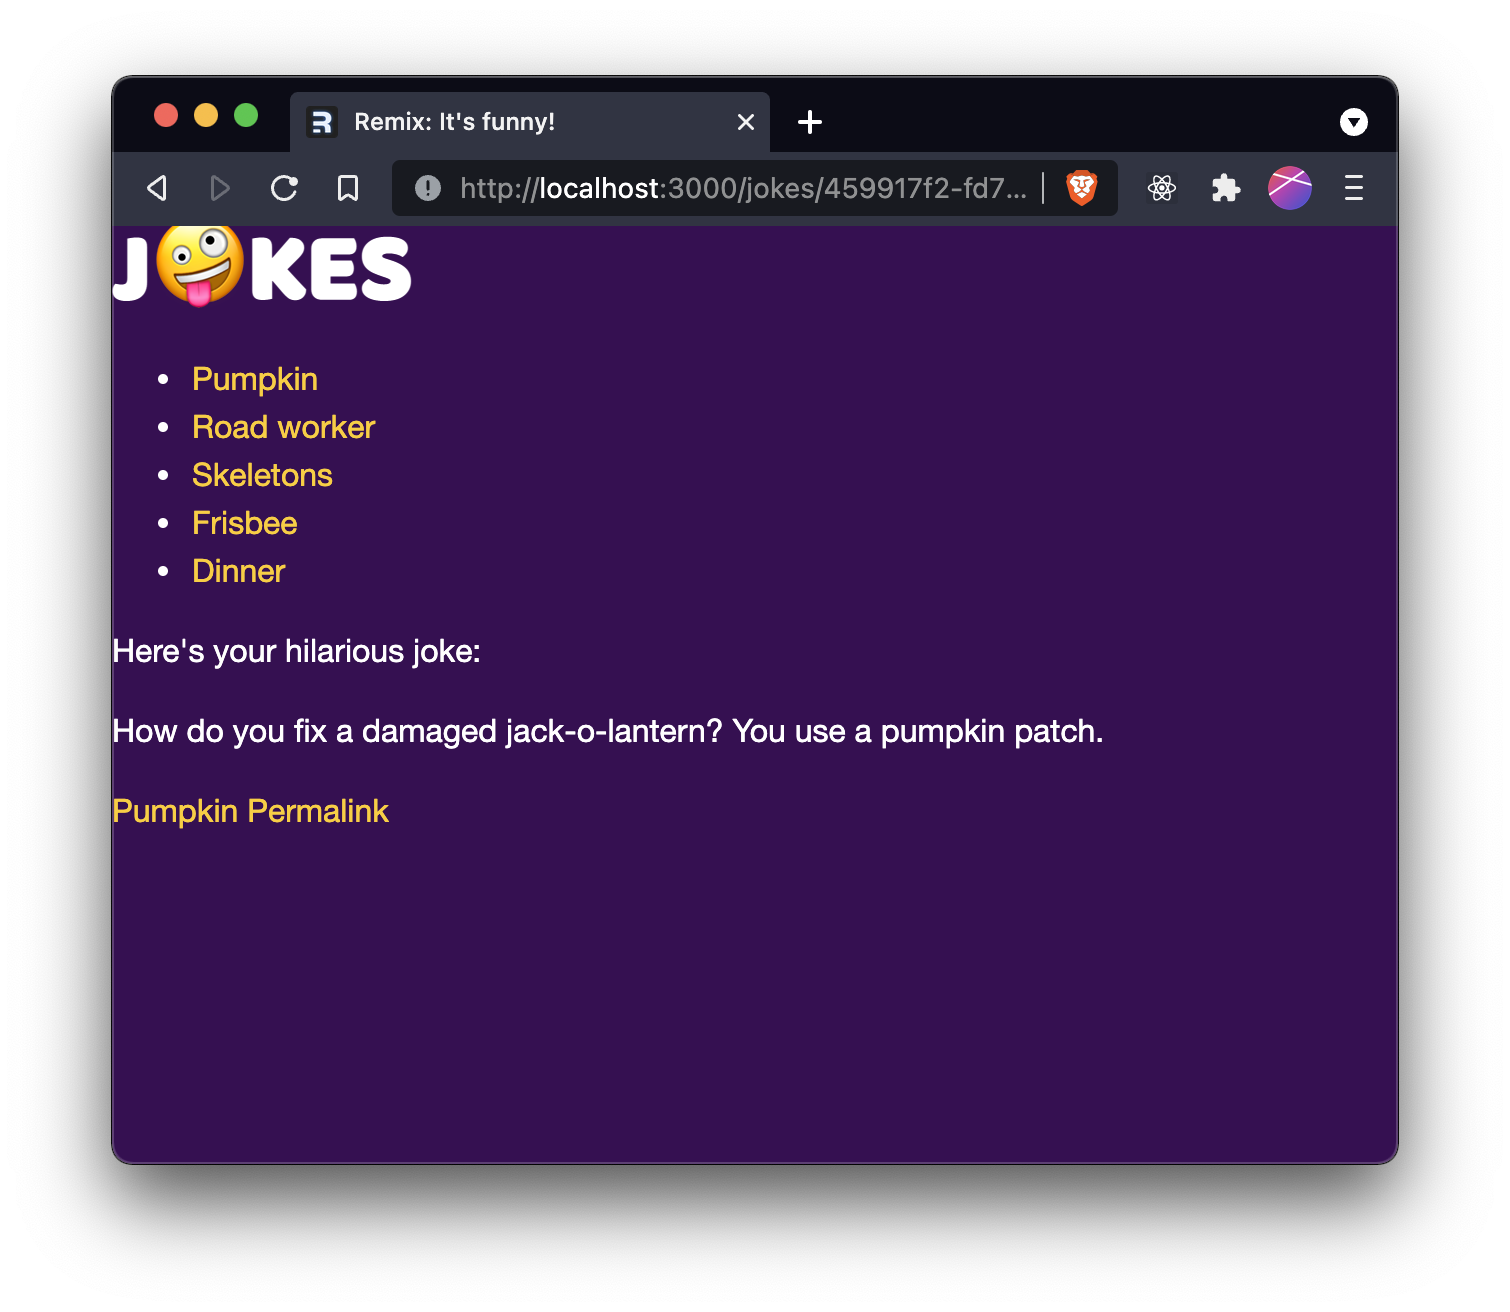 Remix: It's funny!
http://localhost:3000/jokes/459917f2-fd7...
J🤪KES
Pumpkin
Road worker
Skeletons
Frisbee
Dinner
Here's your hilarious joke:
How do you fix a damaged jack-o-lantern? You use a pumpkin patch.
Pumpkin Permalink